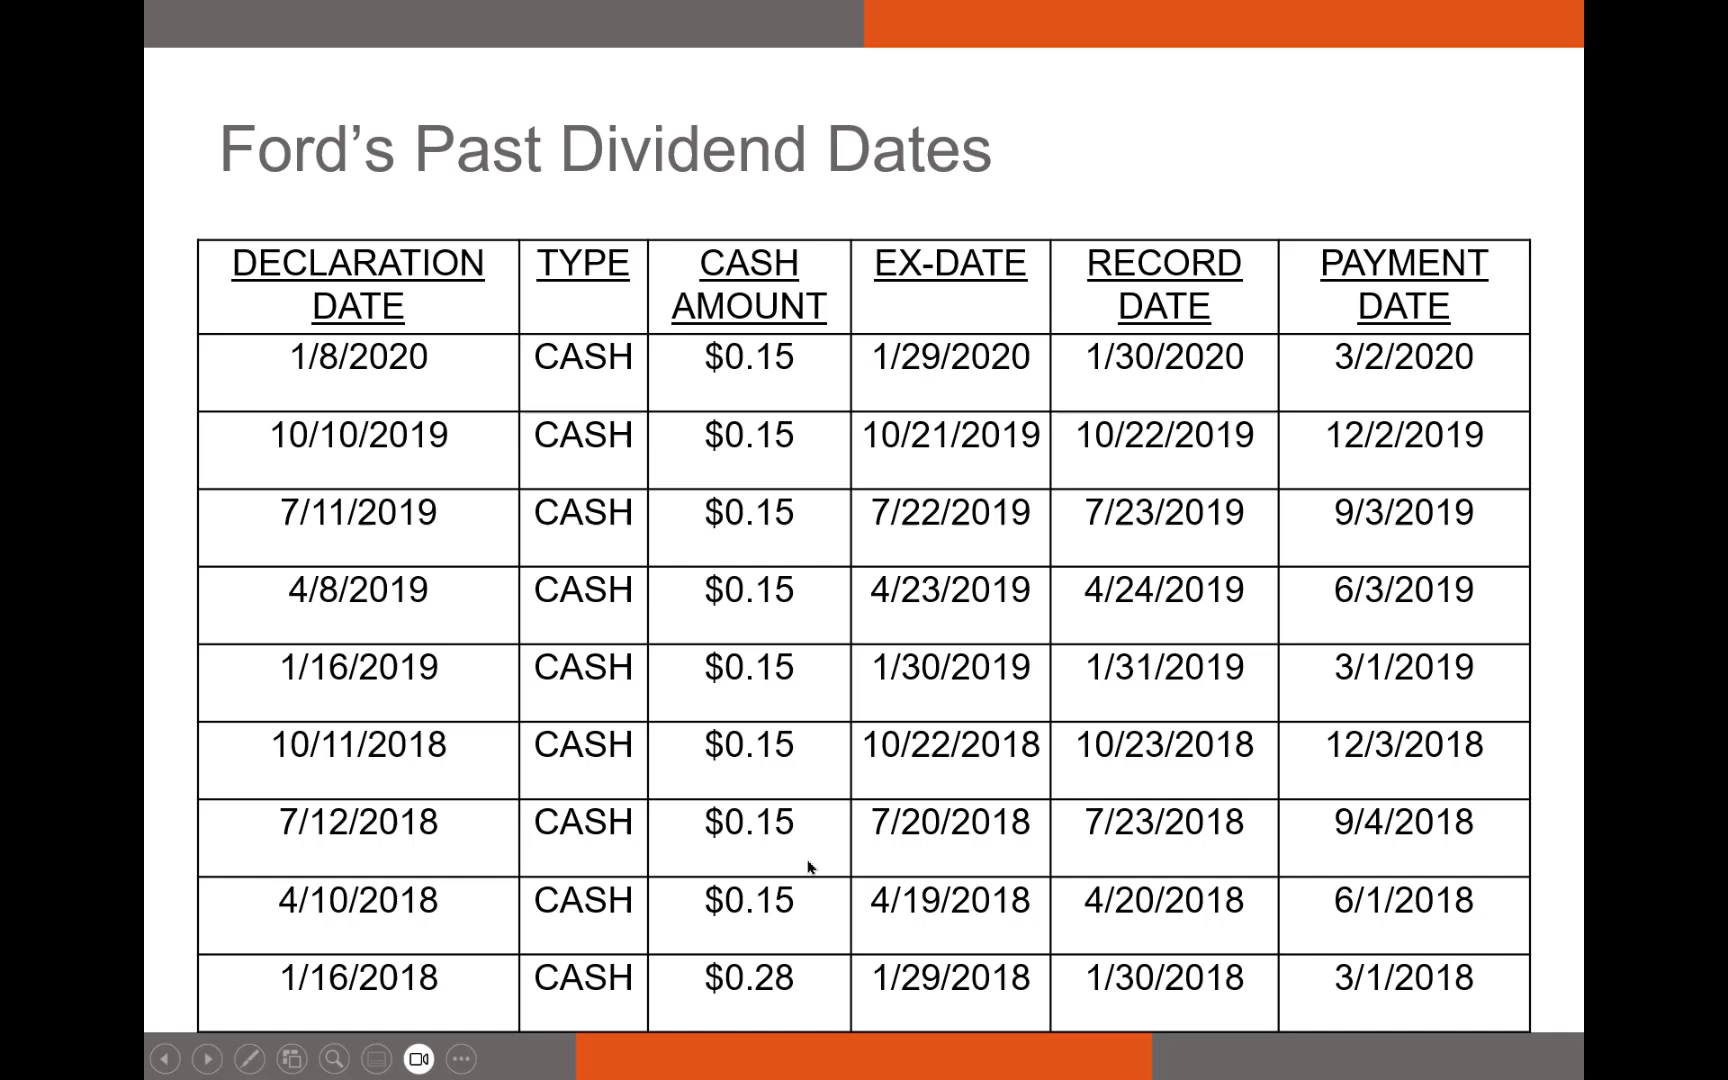 Ford’s Past Dividend Dates
DECLARATION DATE TYPE CASH AMOUNT EX-DATE RECORD DATE PAYMENT DATE
1/8/2020 CASH $0.15 1/29/2020 1/30/2020 3/2/2020
10/10/2019 CASH $0.15 10/21/2019 10/22/2019 12/2/2019
7/11/2019 CASH $0.15 7/22/2019 7/23/2019 9/3/2019
4/8/2019 CASH $0.15 4/23/2019 4/24/2019 6/3/2019
1/16/2019 CASH $0.15 1/30/2019 1/31/2019 3/1/2019
10/11/2018 CASH $0.15 10/22/2018 10/23/2018 12/3/2018
7/12/2018 CASH $0.15 7/20/2018 7/23/2018 9/4/2018
4/10/2018 CASH $0.15 4/19/2018 4/20/2018 6/1/2018
1/16/2018 CASH $0.28 1/29/2018 1/30/2018 3/1/2018